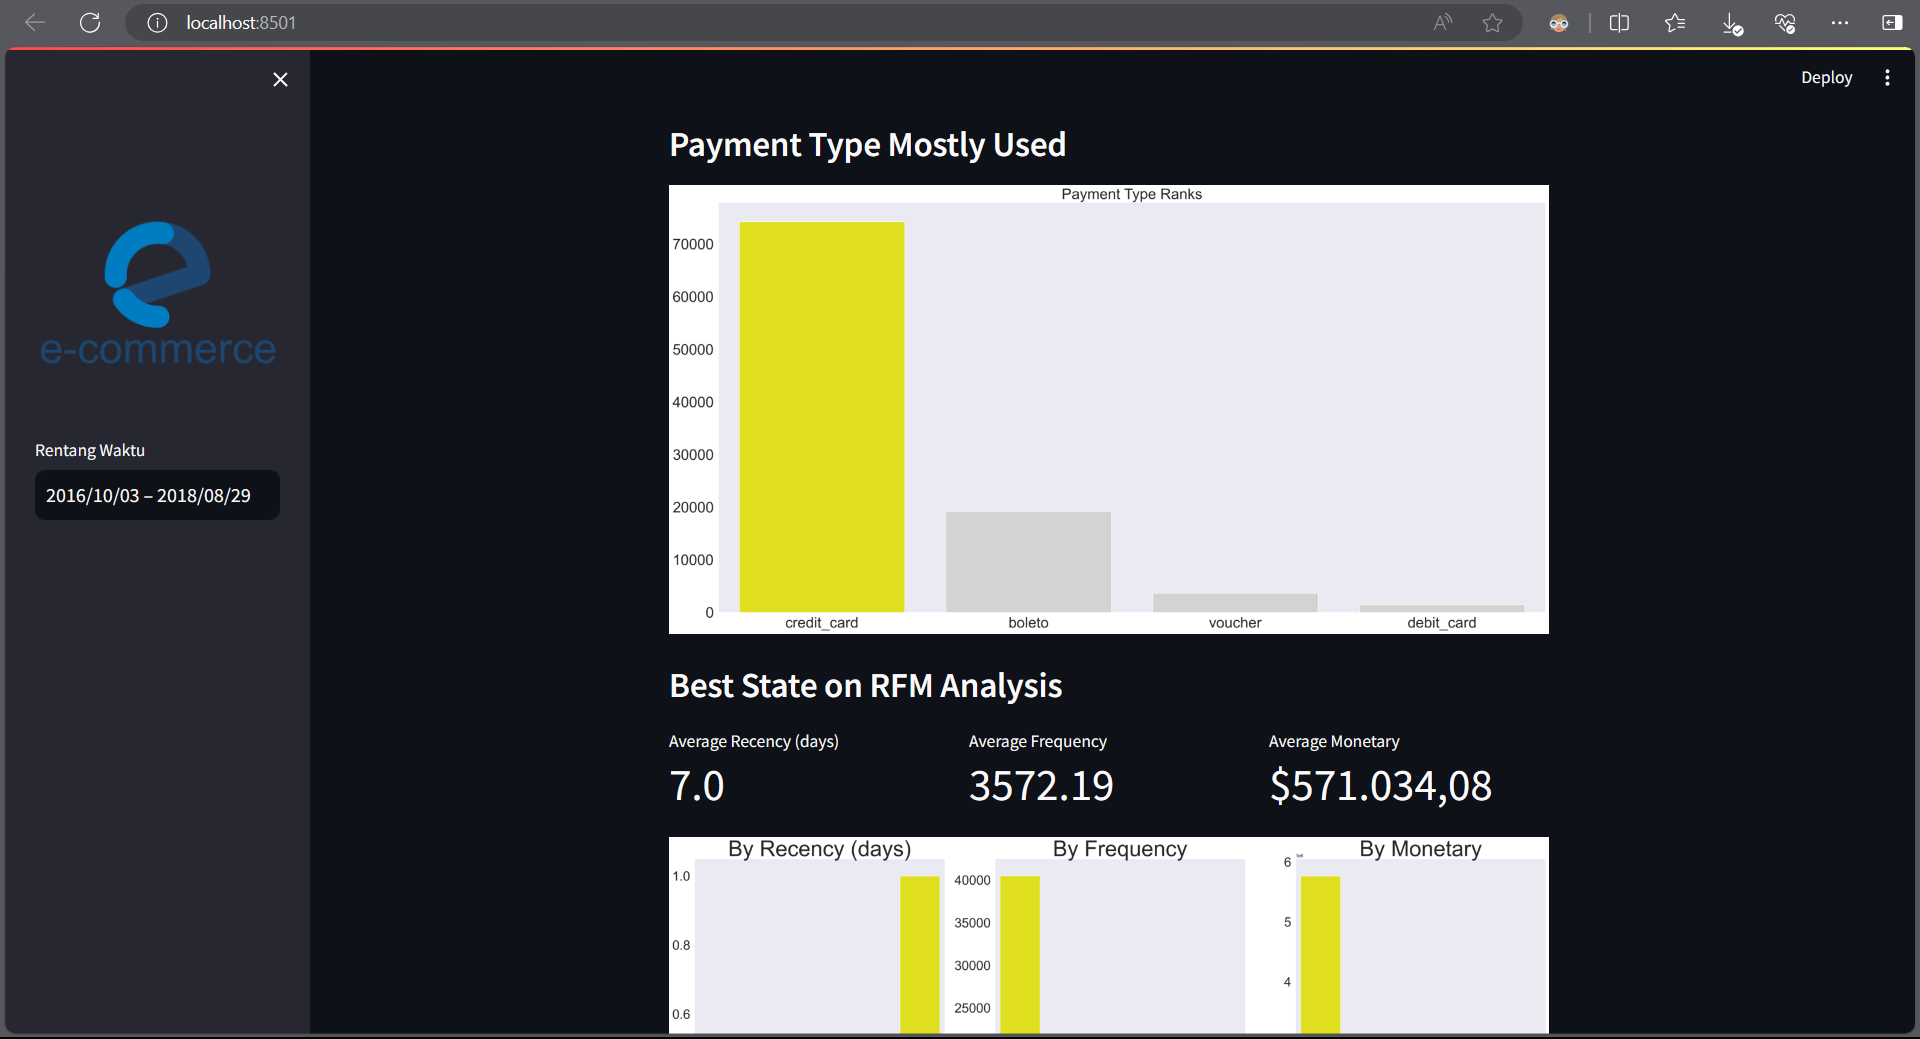 localhost:8501
Deploy
e-commerce
Rentang Waktu
2016/10/03 – 2018/08/29
Payment Type Mostly Used
Payment Type Ranks
70000
60000
50000
40000
30000
20000
10000
0
credit_card
boleto
voucher
debit_card
Best State on RFM Analysis
Average Recency (days)
7.0
Average Frequency
3572.19
Average Monetary
$571.034,08
By Recency (days)
1.0
0.8
0.6
By Frequency
40000
35000
30000
25000
By Monetary
6
5
4